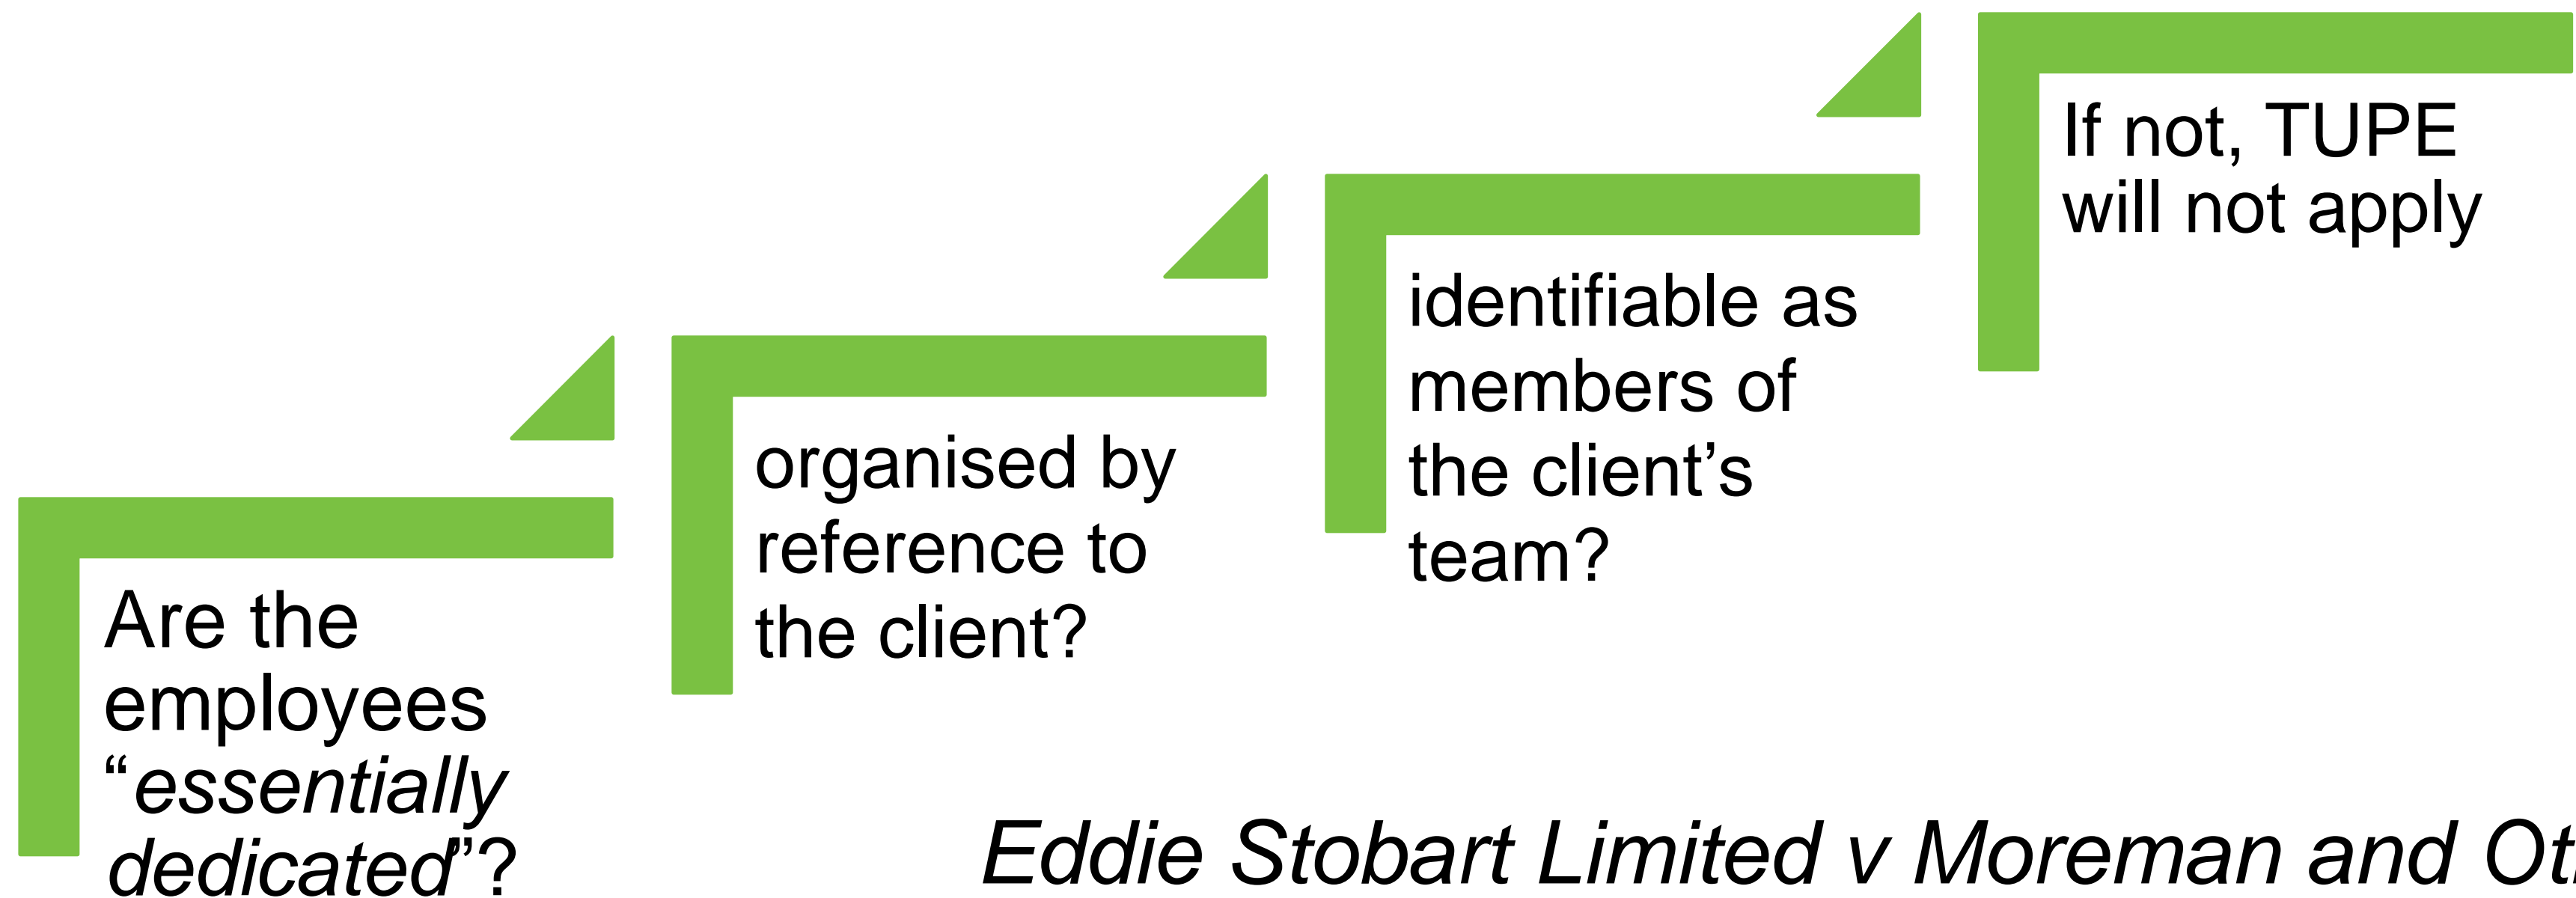 Are the
employees
“essentially
dedicated”?
organised by
reference to
the client?
identifiable as
members of
the client’s
team?
If not, TUPE
will not apply
Eddie Stobart Limited v Moreman and